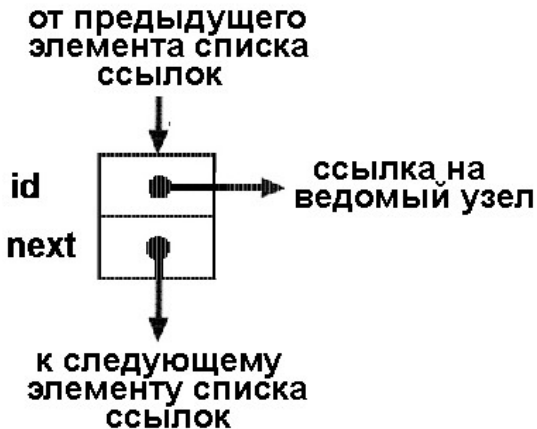 от предыдущего
элемента списка
ссылок
id
ссылка на
ведомый узел
next
к следующему
элементу списка
ссылок